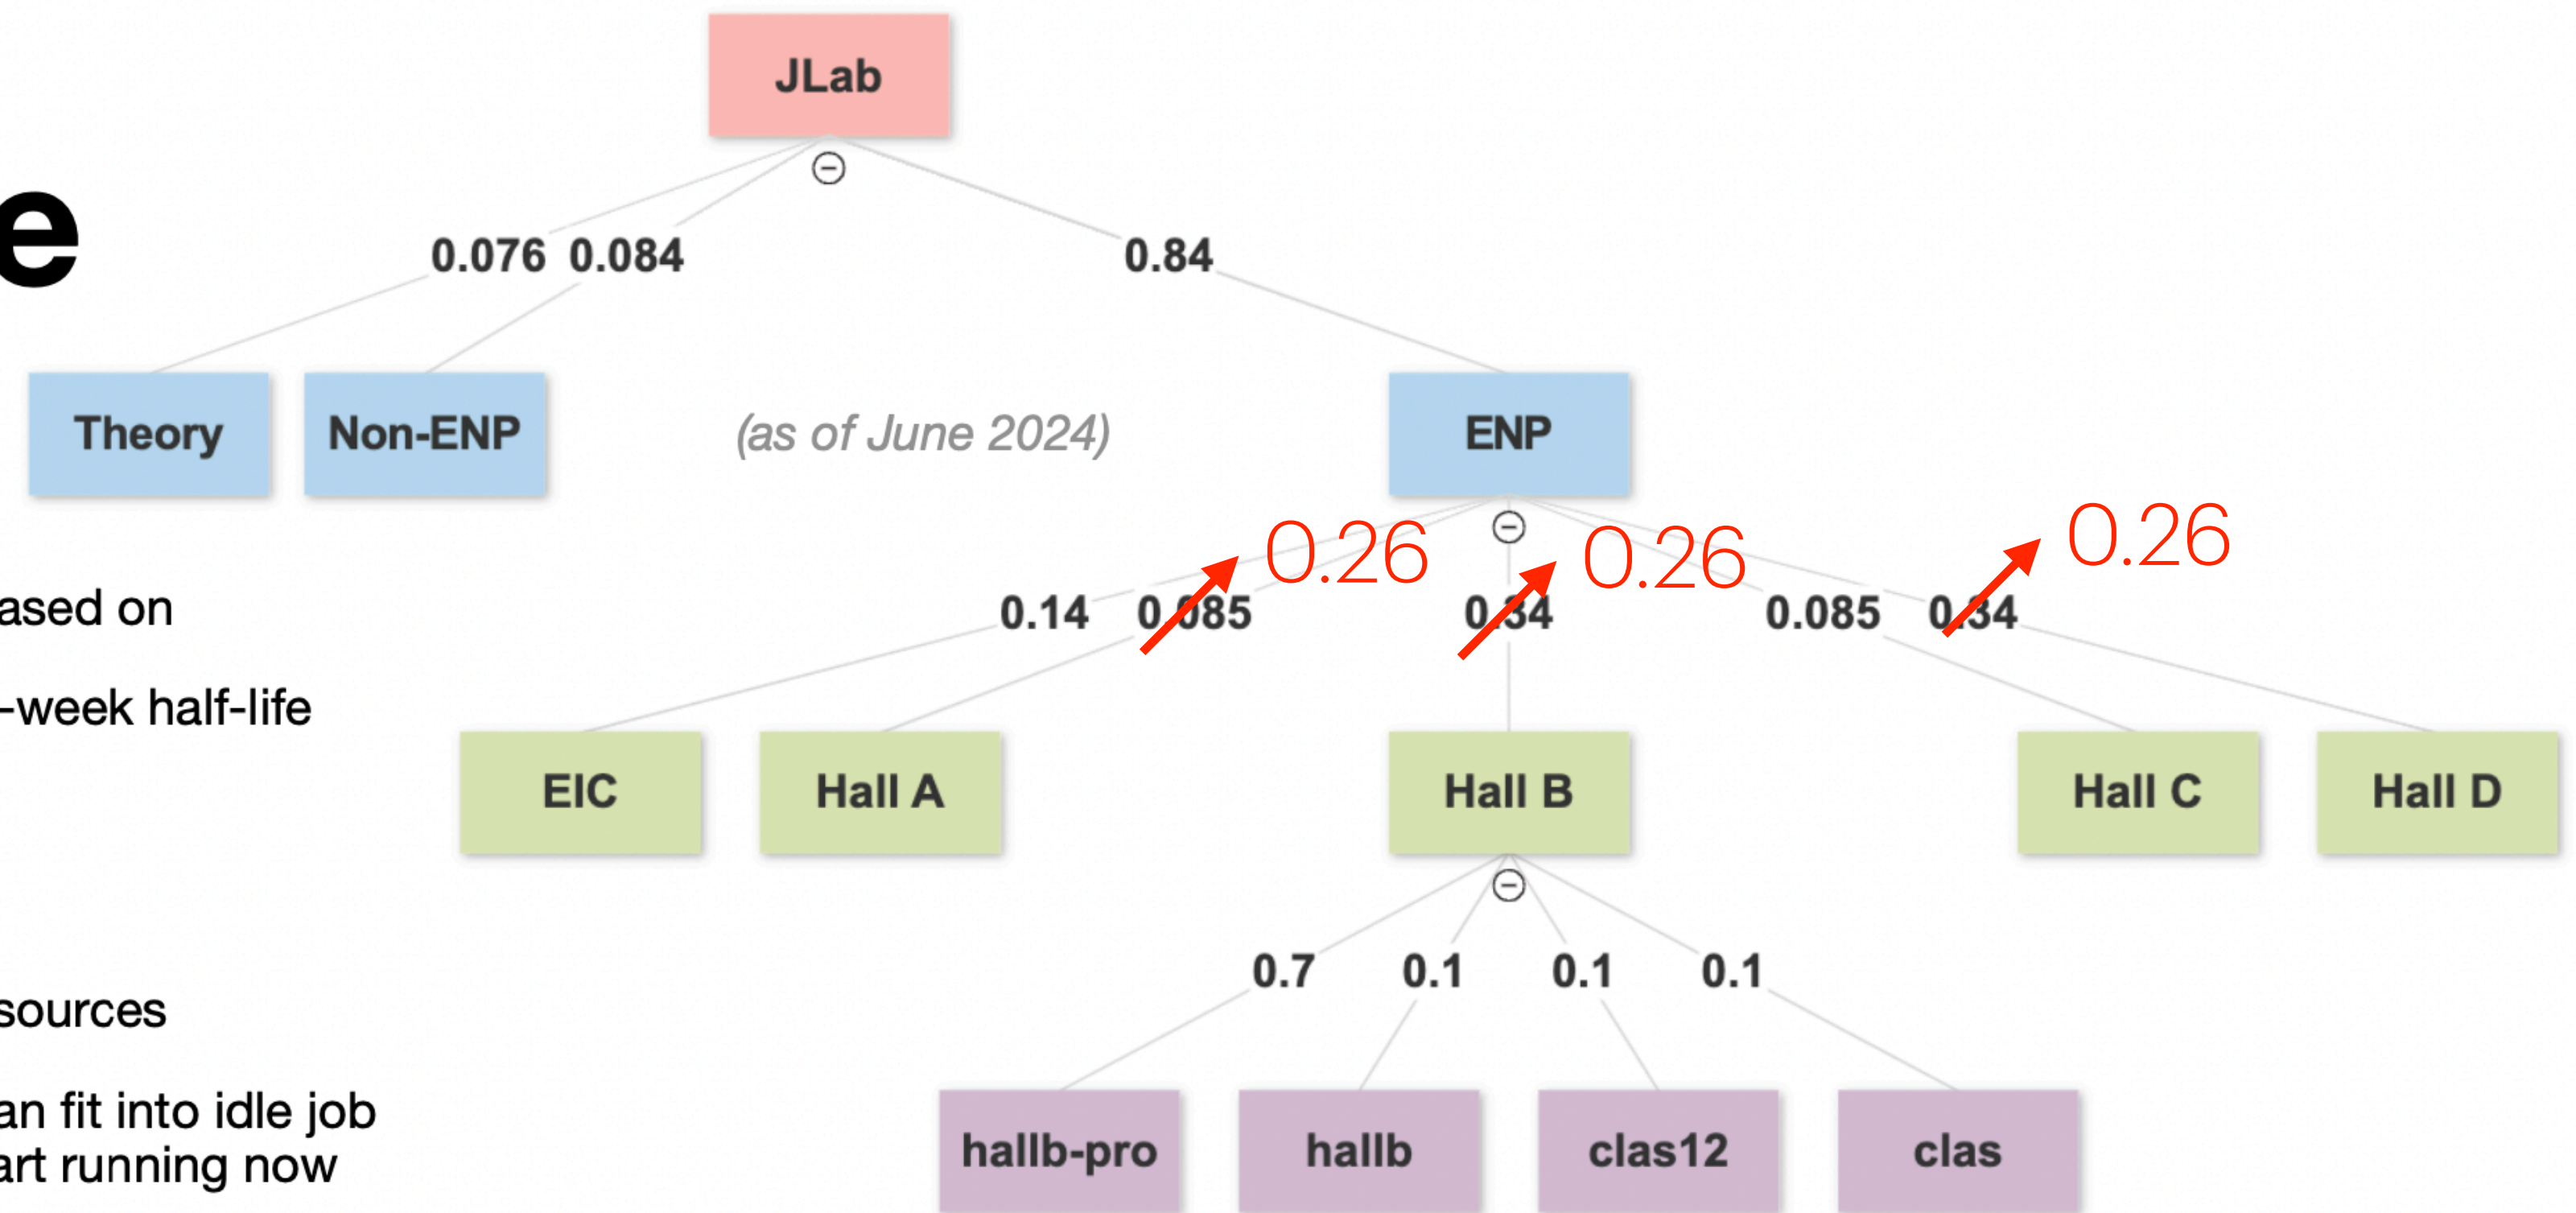 JLab
e
0.076 0.084 0.84
Theory Non-ENP (as of June 2024) ENP
0.26 0.26 0.26
ased on
0.14 0.085 0.34 0.085 0.34
-week half-life
EIC Hall A Hall B Hall C Hall D
0.7 0.1 0.1 0.1
sources
an fit into idle job
art running now
hallb-pro hallb clas12 clas